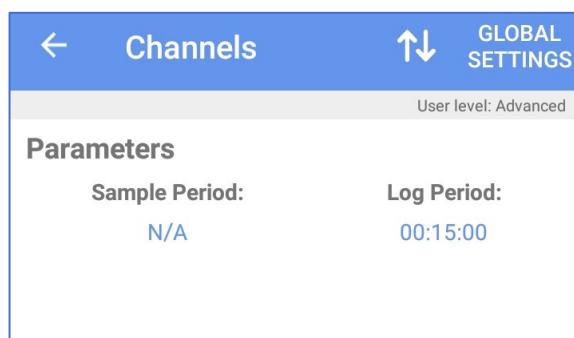 Channels
GLOBAL
SETTINGS
User level: Advanced
Parameters
Sample Period: Log Period:
N/A 00:15:00